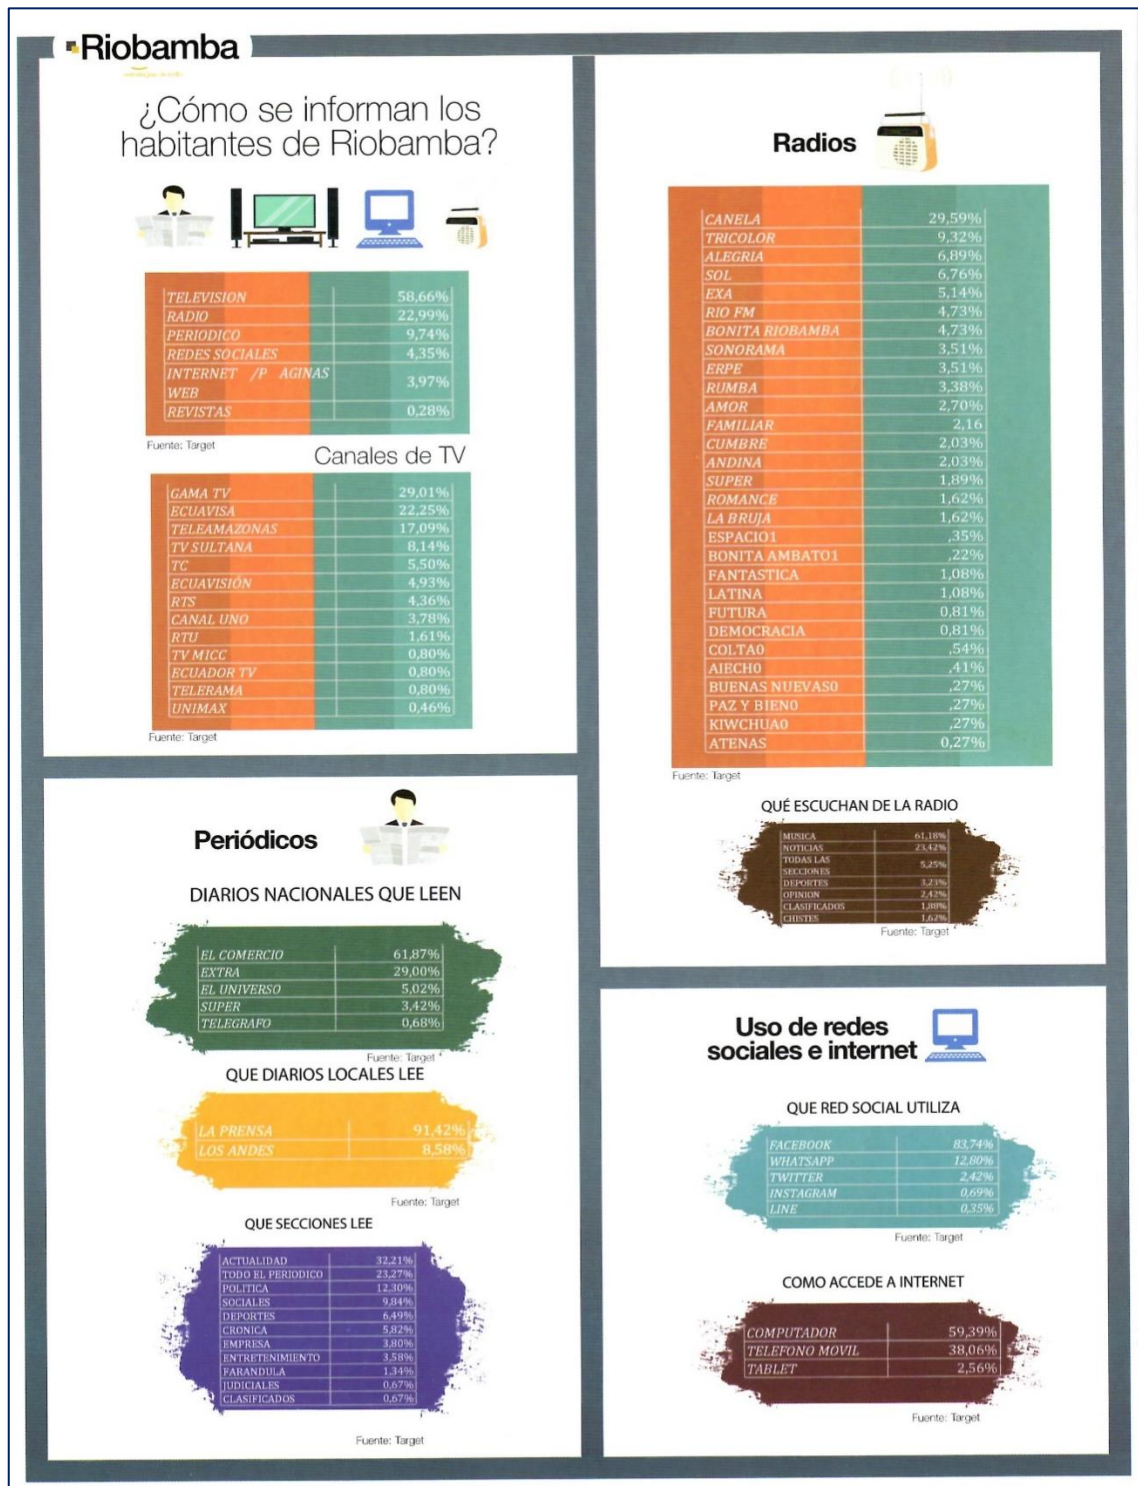 Riobamba
¿Cómo se informan los
habitantes de Riobamba?
TELEVISION 58,66%
RADIO 22,99%
PERIODICO 9,74%
REDES SOCIALES 4,35%
INTERNET /P AGINAS
WEB 3,97%
REVISTAS 0,28%
Fuente: Target
Canales de TV
GAMA TV 29,01%
ECUAVISA 22,25%
TELEAMAZONAS 17,09%
TV SULTANA 8,14%
TC 5,50%
ECUAVISIÓN 4,93%
RTS 4,36%
CANAL UNO 3,78%
RTU 1,61%
TV MICC 0,80%
ECUADOR TV 0,80%
TELERAMA 0,80%
UNIMAX 0,46%
Fuente: Target
Periódicos
DIARIOS NACIONALES QUE LEEN
EL COMERCIO 61,87%
EXTRA 29,00%
EL UNIVERSO 5,02%
SUPER 3,42%
TELEGRAFO 0,68%
Fuente: Target
QUE DIARIOS LOCALES LEE
LA PRENSA 91,42%
LOS ANDES 8,58%
Fuente: Target
QUE SECCIONES LEE
ACTUALIDAD 32,21%
TODO EL PERIODICO 23,27%
POLITICA 12,30%
SOCIALES 9,84%
DEPORTES 6,49%
CRONICA 5,82%
EMPRESA 3,80%
ENTRETENIMIENTO 3,58%
FARANDULA 1,34%
JUDICIALES 0,67%
CLASIFICADOS 0,67%
Fuente: Target
Radios
CANELA 29,59%
TRICOLOR 9,32%
ALEGRIA 6,89%
SOL 6,76%
EXA 5,14%
RIO FM 4,73%
BONITA RIOBAMBA 4,73%
SONORAMA 3,51%
ERPE 3,51%
RUMBA 3,38%
AMOR 2,70%
FAMILIAR 2,16
CUMBRE 2,03%
ANDINA 2,03%
SUPER 1,89%
ROMANCE 1,62%
LA BRUJA 1,62%
ESPACIO1 ,35%
BONITA AMBATO1 ,22%
FANTASTICA 1,08%
LATINA 1,08%
FUTURA 0,81%
DEMOCRACIA 0,81%
COLTA0 ,54%
AIECH0 ,41%
BUENAS NUEVAS0 ,27%
PAZ Y BIEN0 ,27%
KIWCHUA0 ,27%
ATENAS 0,27%
Fuente: Target
QUÉ ESCUCHAN DE LA RADIO
MUSICA 61,18%
NOTICIAS 23,42%
TODAS LAS
SECCIONES 5,25%
DEPORTES 3,23%
OPINION 2,42%
CLASIFICADOS 1,88%
CHISTES 1,62%
Fuente: Target
Uso de redes
sociales e internet
QUE RED SOCIAL UTILIZA
FACEBOOK 83,74%
WHATSAPP 12,80%
TWITTER 2,42%
INSTAGRAM 0,69%
LINE 0,35%
Fuente: Target
COMO ACCEDE A INTERNET
COMPUTADOR 59,39%
TELEFONO MOVIL 38,06%
TABLET 2,56%
Fuente: Target